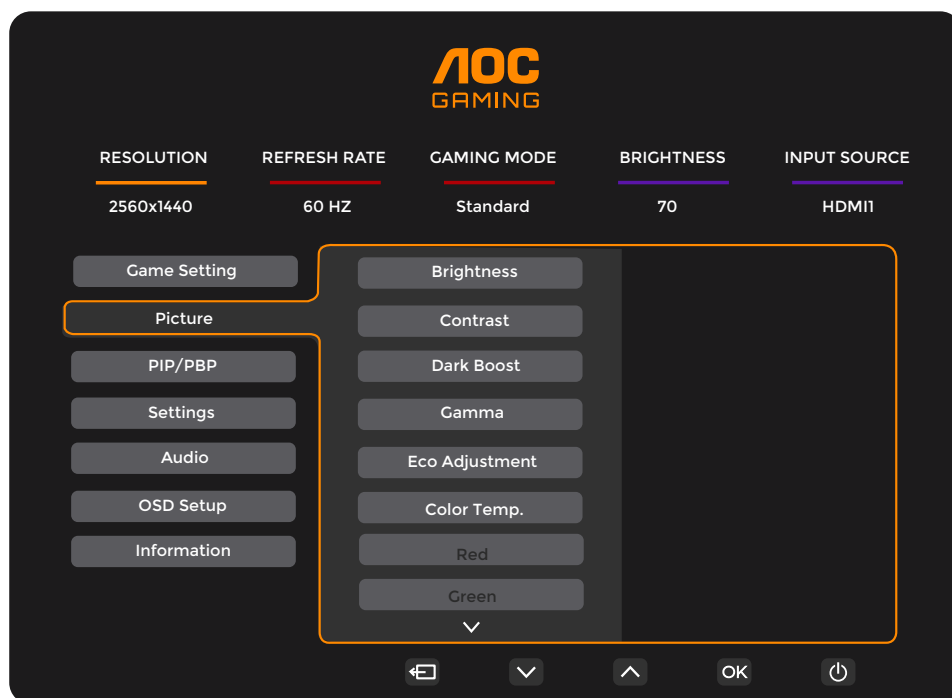 AOC
GAMING
RESOLUTION REFRESH RATE GAMING MODE BRIGHTNESS INPUT SOURCE
2560x1440 60 HZ Standard 70 HDMI1
Game Setting
Picture
PIP/PBP
Settings
Audio
OSD Setup
Information
Brightness
Contrast
Dark Boost
Gamma
Eco Adjustment
Color Temp.
Red
Green
OK